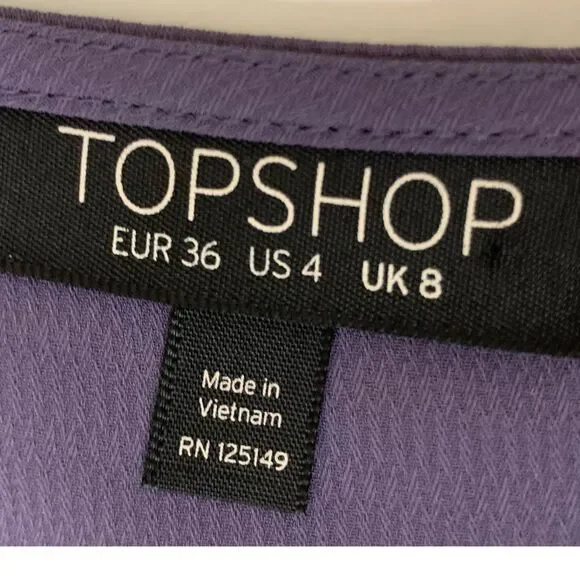 TOPSHOP
EUR 36 US 4 UK 8
Made in
Vietnam
RN 125149